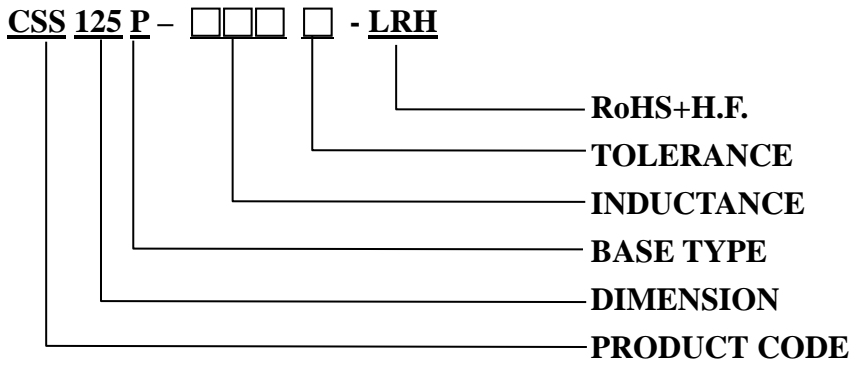 CSS 125 P – □□□ □ - LRH
RoHS+H.F.
TOLERANCE
INDUCTANCE
BASE TYPE
DIMENSION
PRODUCT CODE